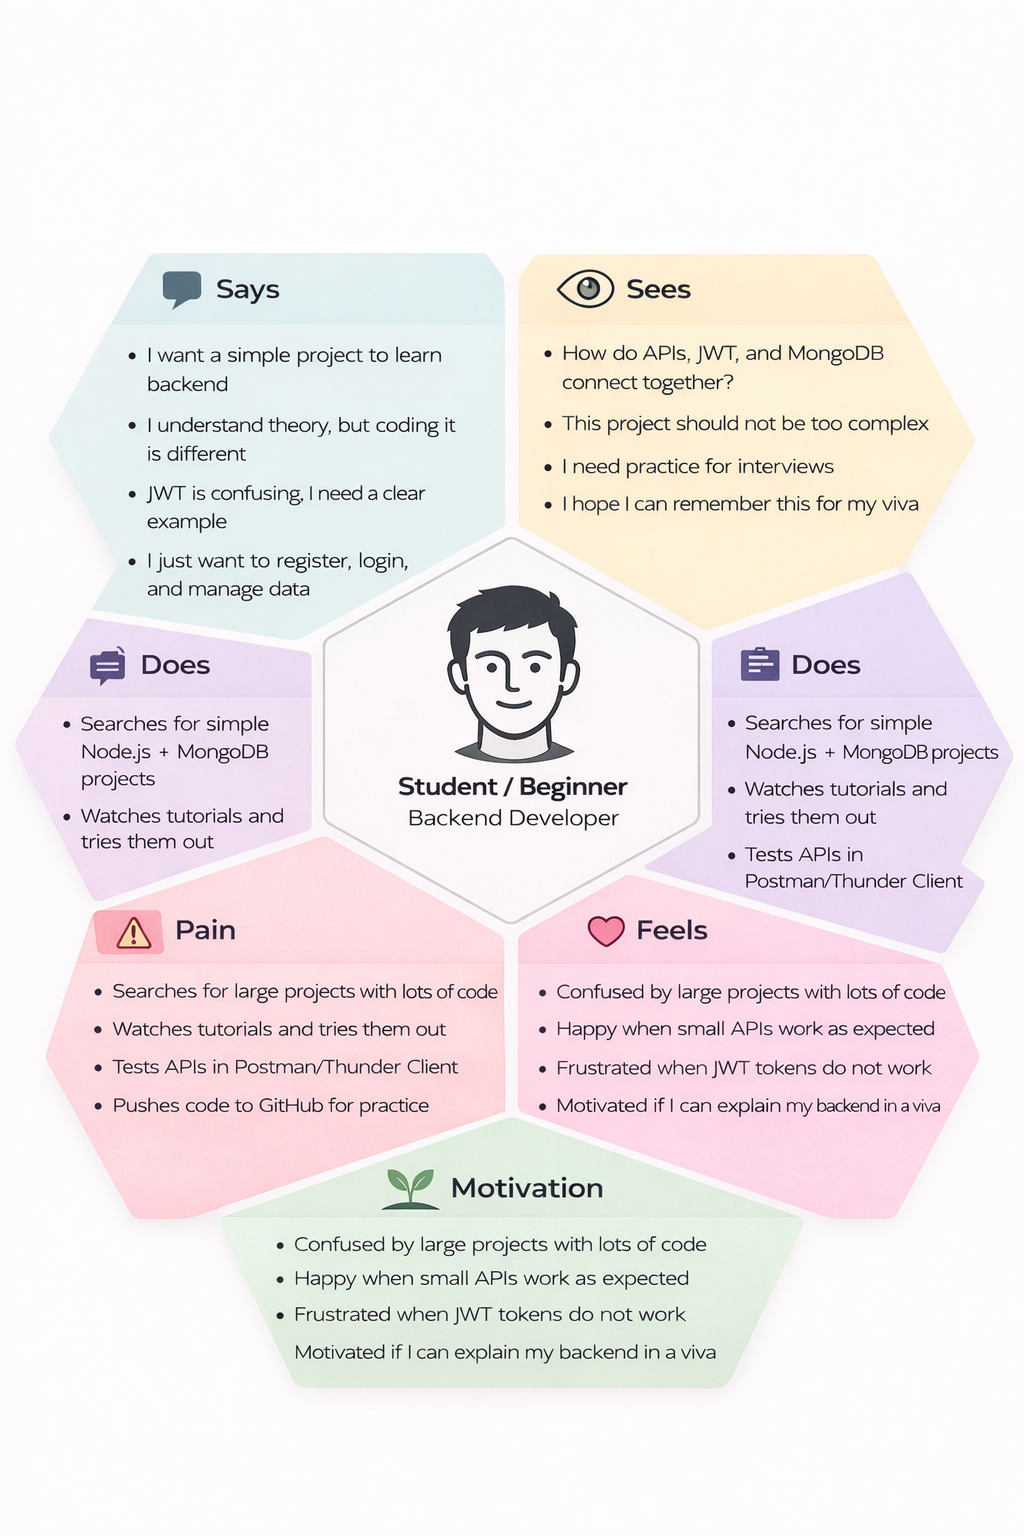 Says
I want a simple project to learn
backend
I understand theory, but coding it
is different
JWT is confusing, I need a clear
example
I just want to register, login,
and manage data
Sees
How do APIs, JWT, and MongoDB
connect together?
This project should not be too complex
I need practice for interviews
I hope I can remember this for my viva
Does
Searches for simple
Node.js + MongoDB
projects
Watches tutorials and
tries them out
Student / Beginner
Backend Developer
Does
Searches for simple
Node.js + MongoDB projects
Watches tutorials and
tries them out
Tests APIs in
Postman/Thunder Client
Pain
Searches for large projects with lots of code
Watches tutorials and tries them out
Tests APIs in Postman/Thunder Client
Pushes code to GitHub for practice
Feels
Confused by large projects with lots of code
Happy when small APIs work as expected
Frustrated when JWT tokens do not work
Motivated if I can explain my backend in a viva
Motivation
Confused by large projects with lots of code
Happy when small APIs work as expected
Frustrated when JWT tokens do not work
Motivated if I can explain my backend in a viva